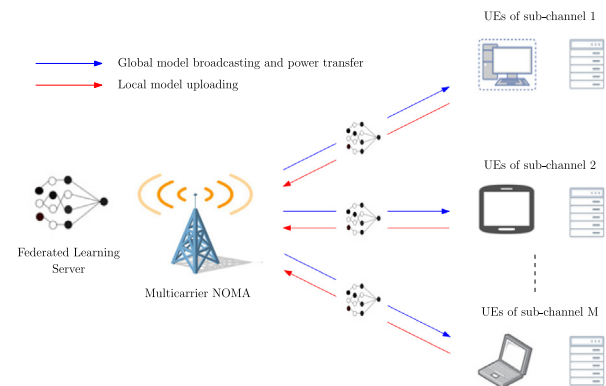 UEs of sub-channel 1
Global model broadcasting and power transfer
Local model uploading
UEs of sub-channel 2
Federated Learning
Server
Multicarrier NOMA
UEs of sub-channel M